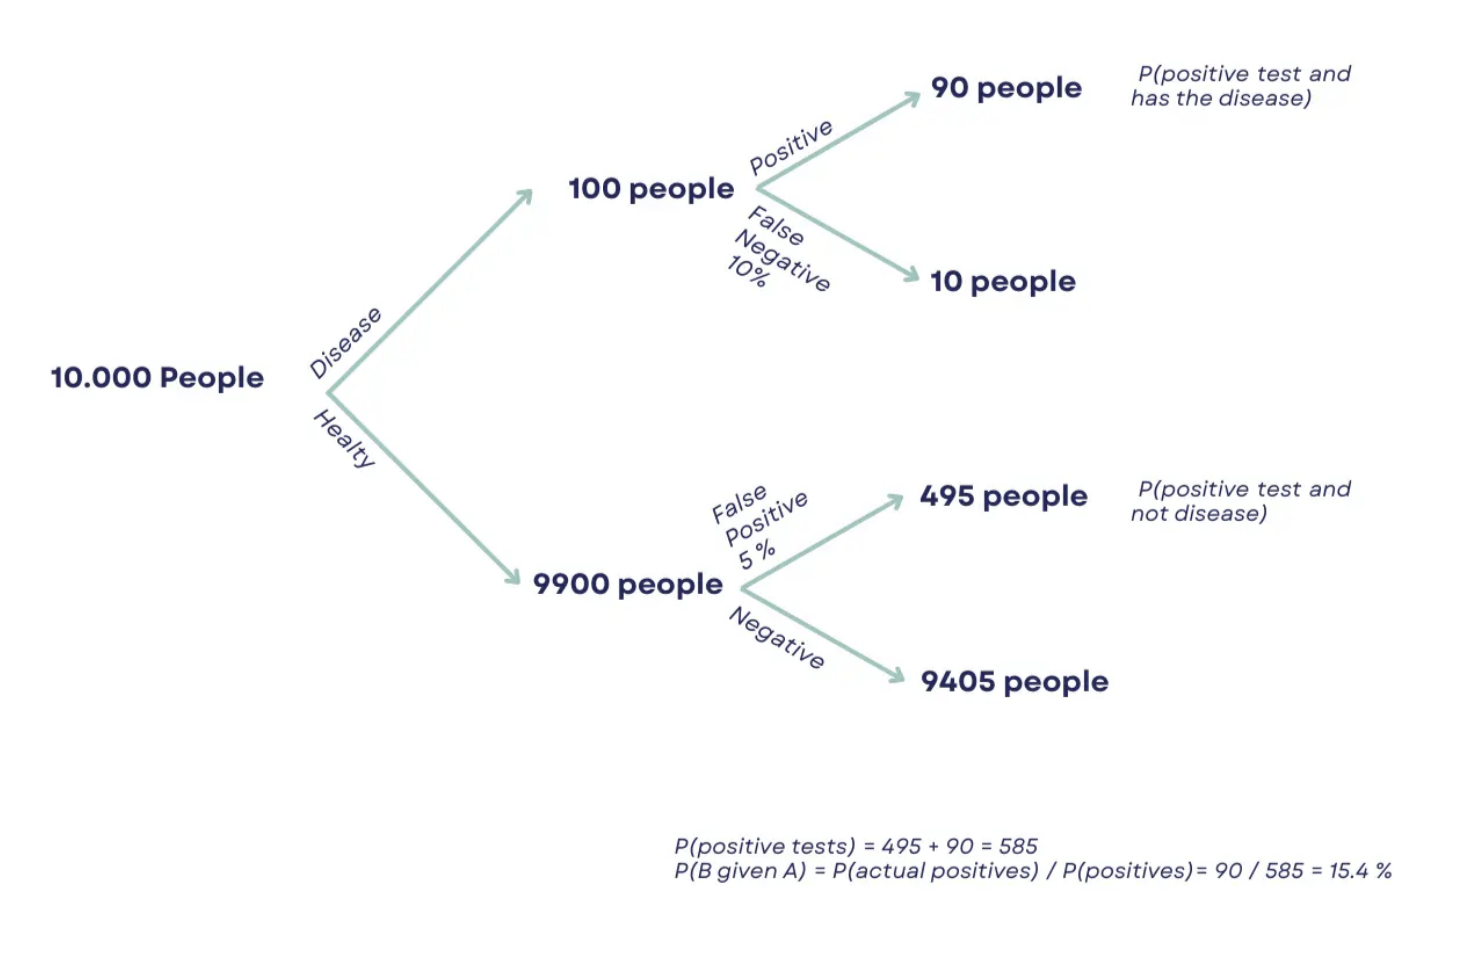 90 people
P(positive test and
has the disease)
Positive
100 people
False
Negative
10%
10 people
Disease
10.000 People
Healty
False
Positive
5 %
495 people
P(positive test and
not disease)
9900 people
Negative
9405 people
P(positive tests) = 495 + 90 = 585
P(B given A) = P(actual positives) / P(positives)= 90 / 585 = 15.4 %